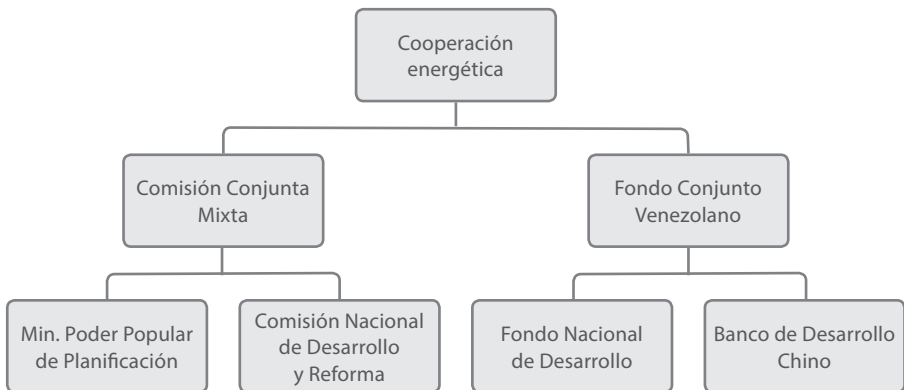 Cooperación
energética
Comisión Conjunta
Mixta
Fondo Conjunto
Venezolano
Min. Poder Popular
de Planificación
Comisión Nacional
de Desarrollo
y Reforma
Fondo Nacional
de Desarrollo
Banco de Desarrollo
Chino